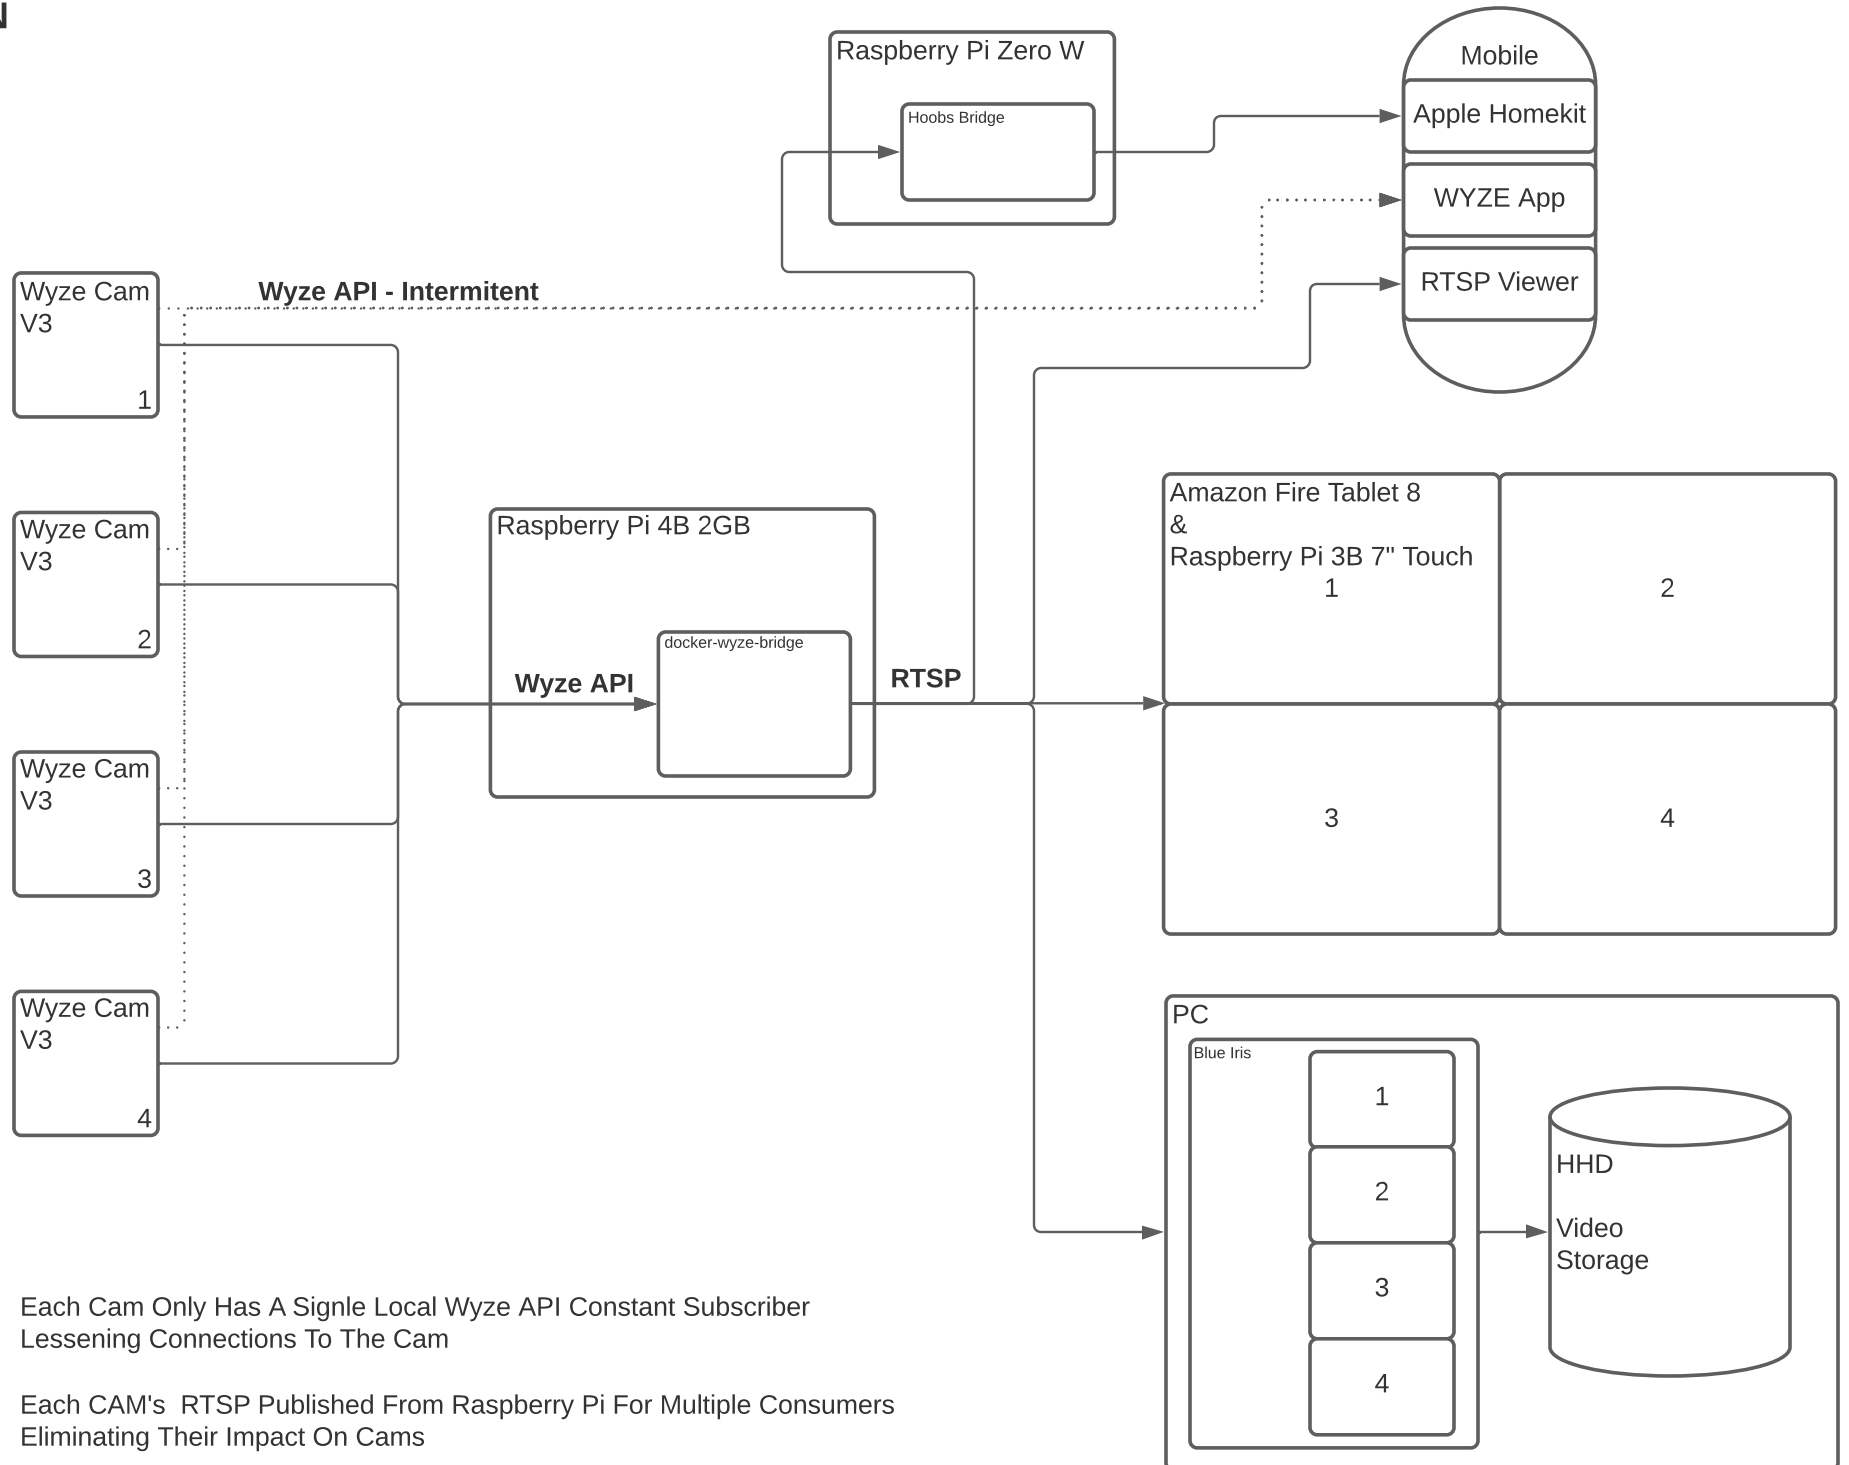 N
Raspberry Pi Zero W
Hoobs Bridge
Mobile
Apple Homekit
WYZE App
RTSP Viewer
Wyze Cam
V3
1
Wyze API - Intermitent
Wyze Cam
V3
2
Raspberry Pi 4B 2GB
docker-wyze-bridge
Wyze API
RTSP
Amazon Fire Tablet 8
&
Raspberry Pi 3B 7" Touch
1
2
3
4
Wyze Cam
V3
3
Wyze Cam
V3
4
PC
Blue Iris
1
2
3
4
HHD
Video
Storage
Each Cam Only Has A Signle Local Wyze API Constant Subscriber
Lessening Connections To The Cam
Each CAM's  RTSP Published From Raspberry Pi For Multiple Consumers
Eliminating Their Impact On Cams